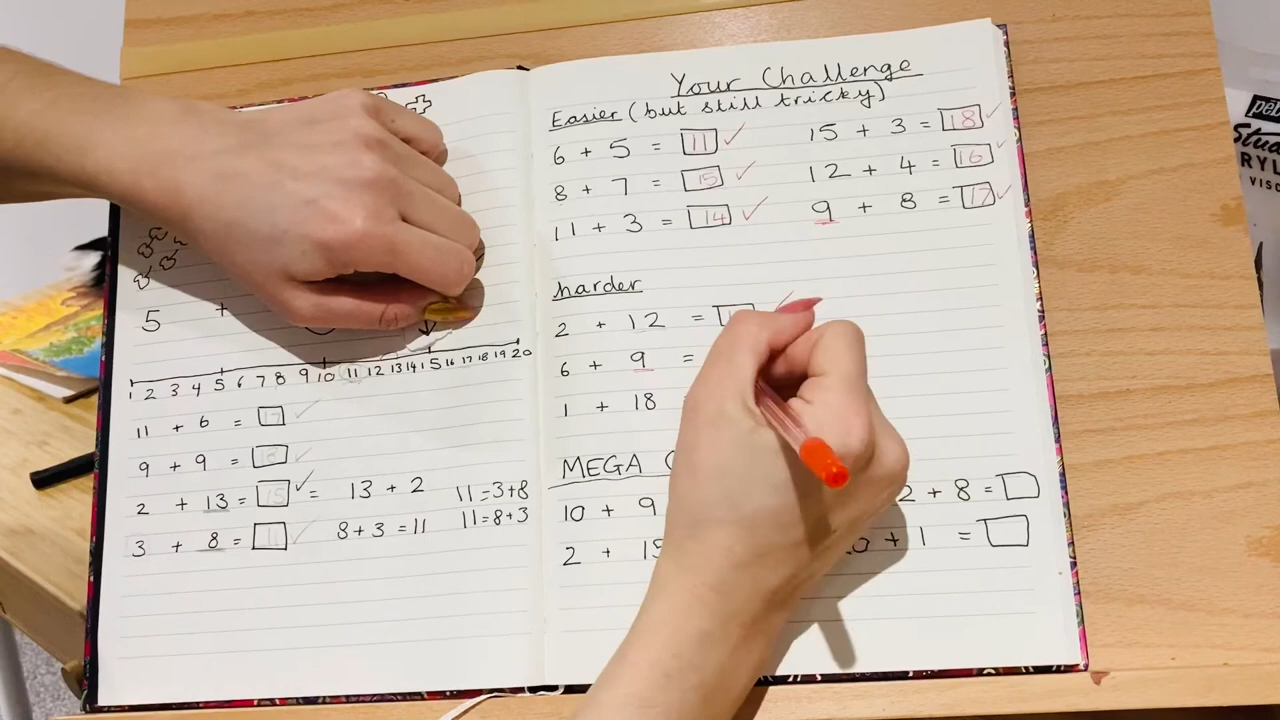 5 +
1 2 3 4 5 6 7 8 9 10 11 12 13 14 15 16 17 18 19 20
11 + 6 = 17 ✓
9 + 9 = 18 ✓
2 + 13 = 15 ✓ = 13 + 2 11 = 3+8
3 + 8 = 11 ✓ 8+3 = 11 11 = 8+3
Your Challenge
Easier (but still tricky)
6 + 5 = 11 ✓ 15 + 3 = 18 ✓
8 + 7 = 15 ✓ 12 + 4 = 16 ✓
11 + 3 = 14 ✓ 9 + 8 = 17 ✓
harder
2 + 12 =
6 + 9 =
1 + 18
MEGA
10 + 9 2 + 8 =
2 + + 1 =